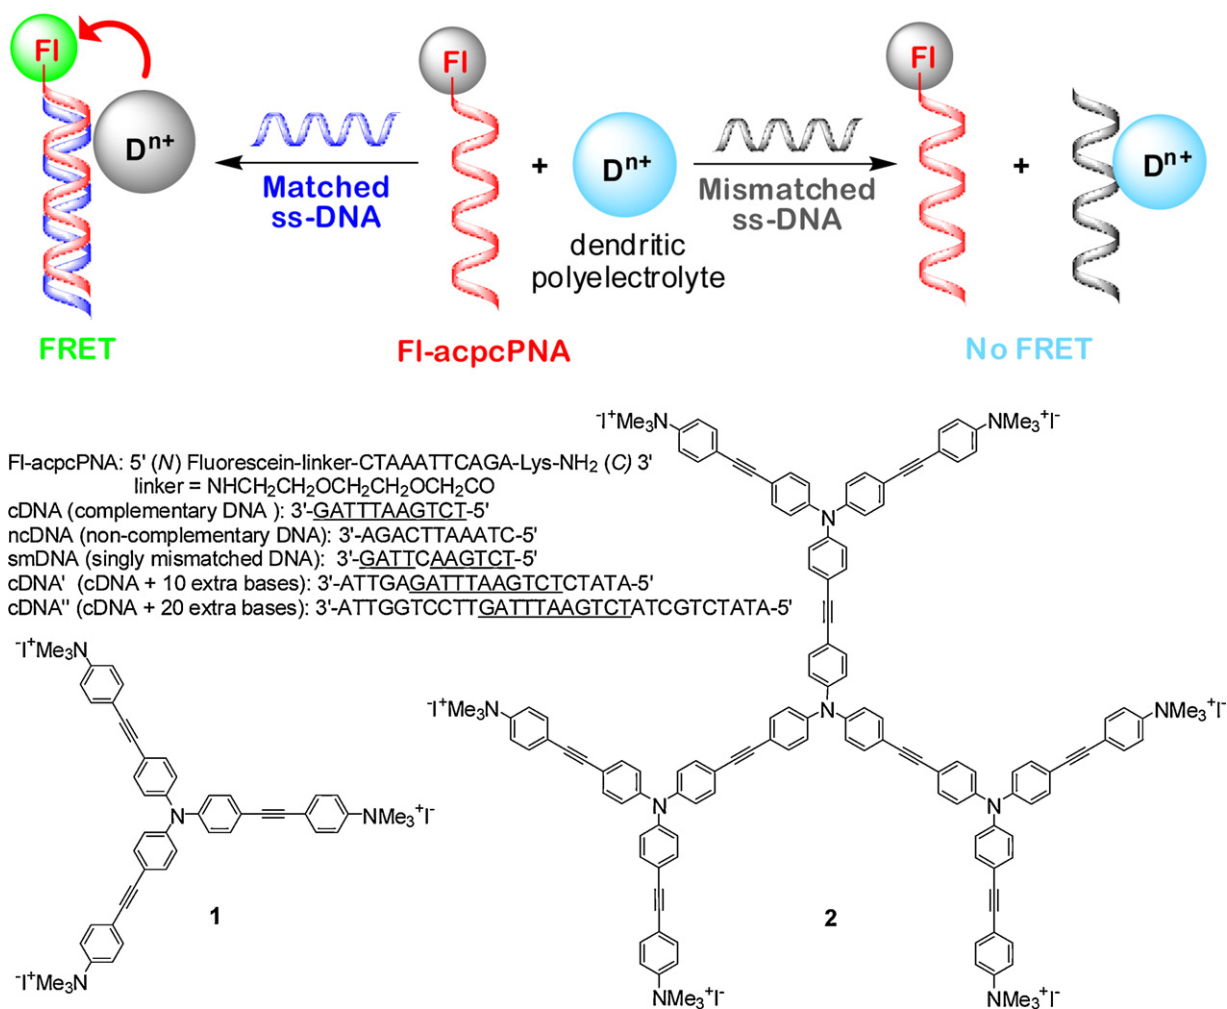 Fl
Fl
Fl
Dⁿ⁺
+
Dⁿ⁺
+
Dⁿ⁺
Matched
ss-DNA
Mismatched
ss-DNA
dendritic
polyelectrolyte
FRET
Fl-acpcPNA
No FRET
Fl-acpcPNA: 5' (N) Fluorescein-linker-CTAAATTCAGA-Lys-NH₂ (C) 3'
linker = NHCH₂CH₂OCH₂CH₂OCH₂CO
cDNA (complementary DNA ): 3'-GATTTAAGTCT-5'
ncDNA (non-complementary DNA): 3'-AGACTTAAATC-5'
smDNA (singly mismatched DNA): 3'-GATTCAAGTCT-5'
cDNA' (cDNA + 10 extra bases): 3'-ATTGAGATTTAAGTCTCTATA-5'
cDNA'' (cDNA + 20 extra bases): 3'-ATTGGTCCTTGATTTAAGTCTATCGTCTATA-5'
⁻I⁺Me₃N
NMe₃⁺I⁻
N
⁻I⁺Me₃N
N
NMe₃⁺I⁻
⁻I⁺Me₃N
1
⁻I⁺Me₃N
N
NMe₃⁺I⁻
N
N
2
NMe₃⁺I⁻
NMe₃⁺I⁻